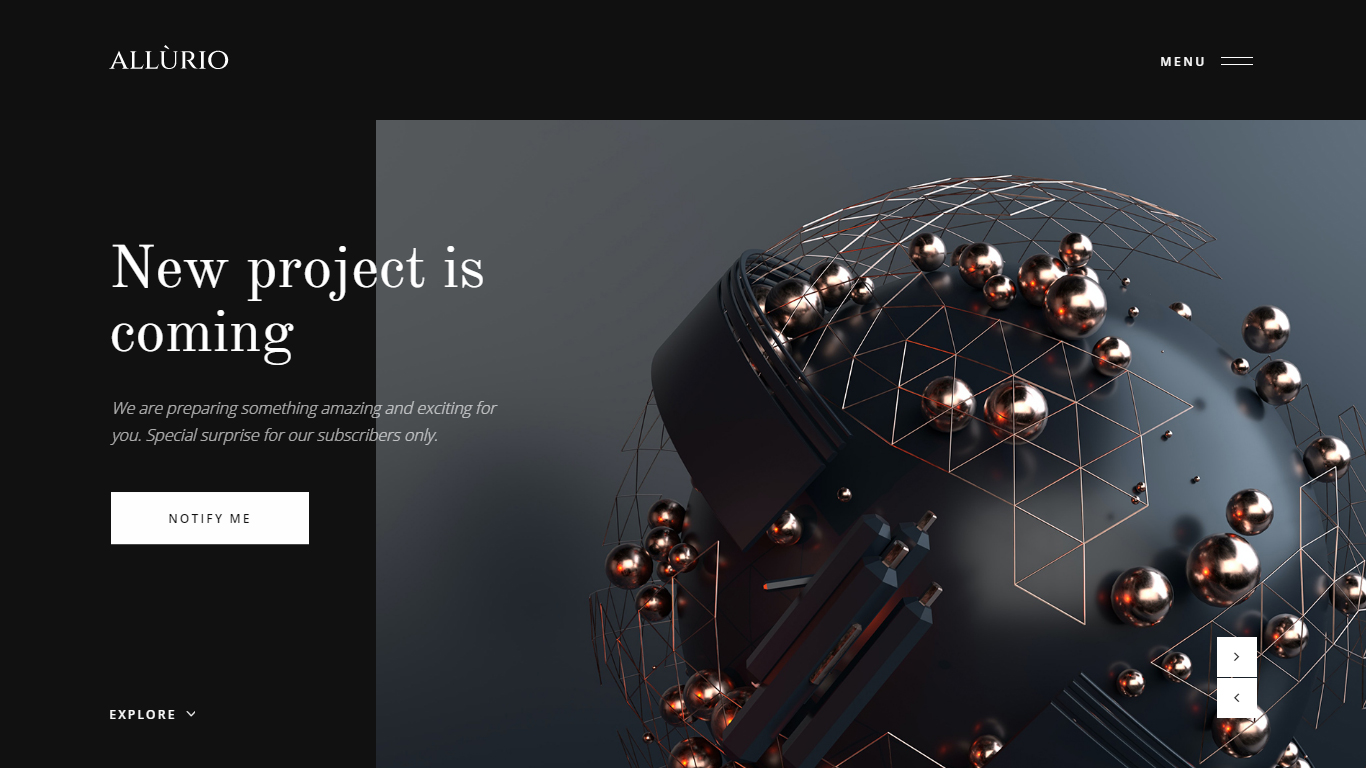 ALLÙRIO
MENU
New project is
coming
We are preparing something amazing and exciting for
you. Special surprise for our subscribers only.
NOTIFY ME
EXPLORE